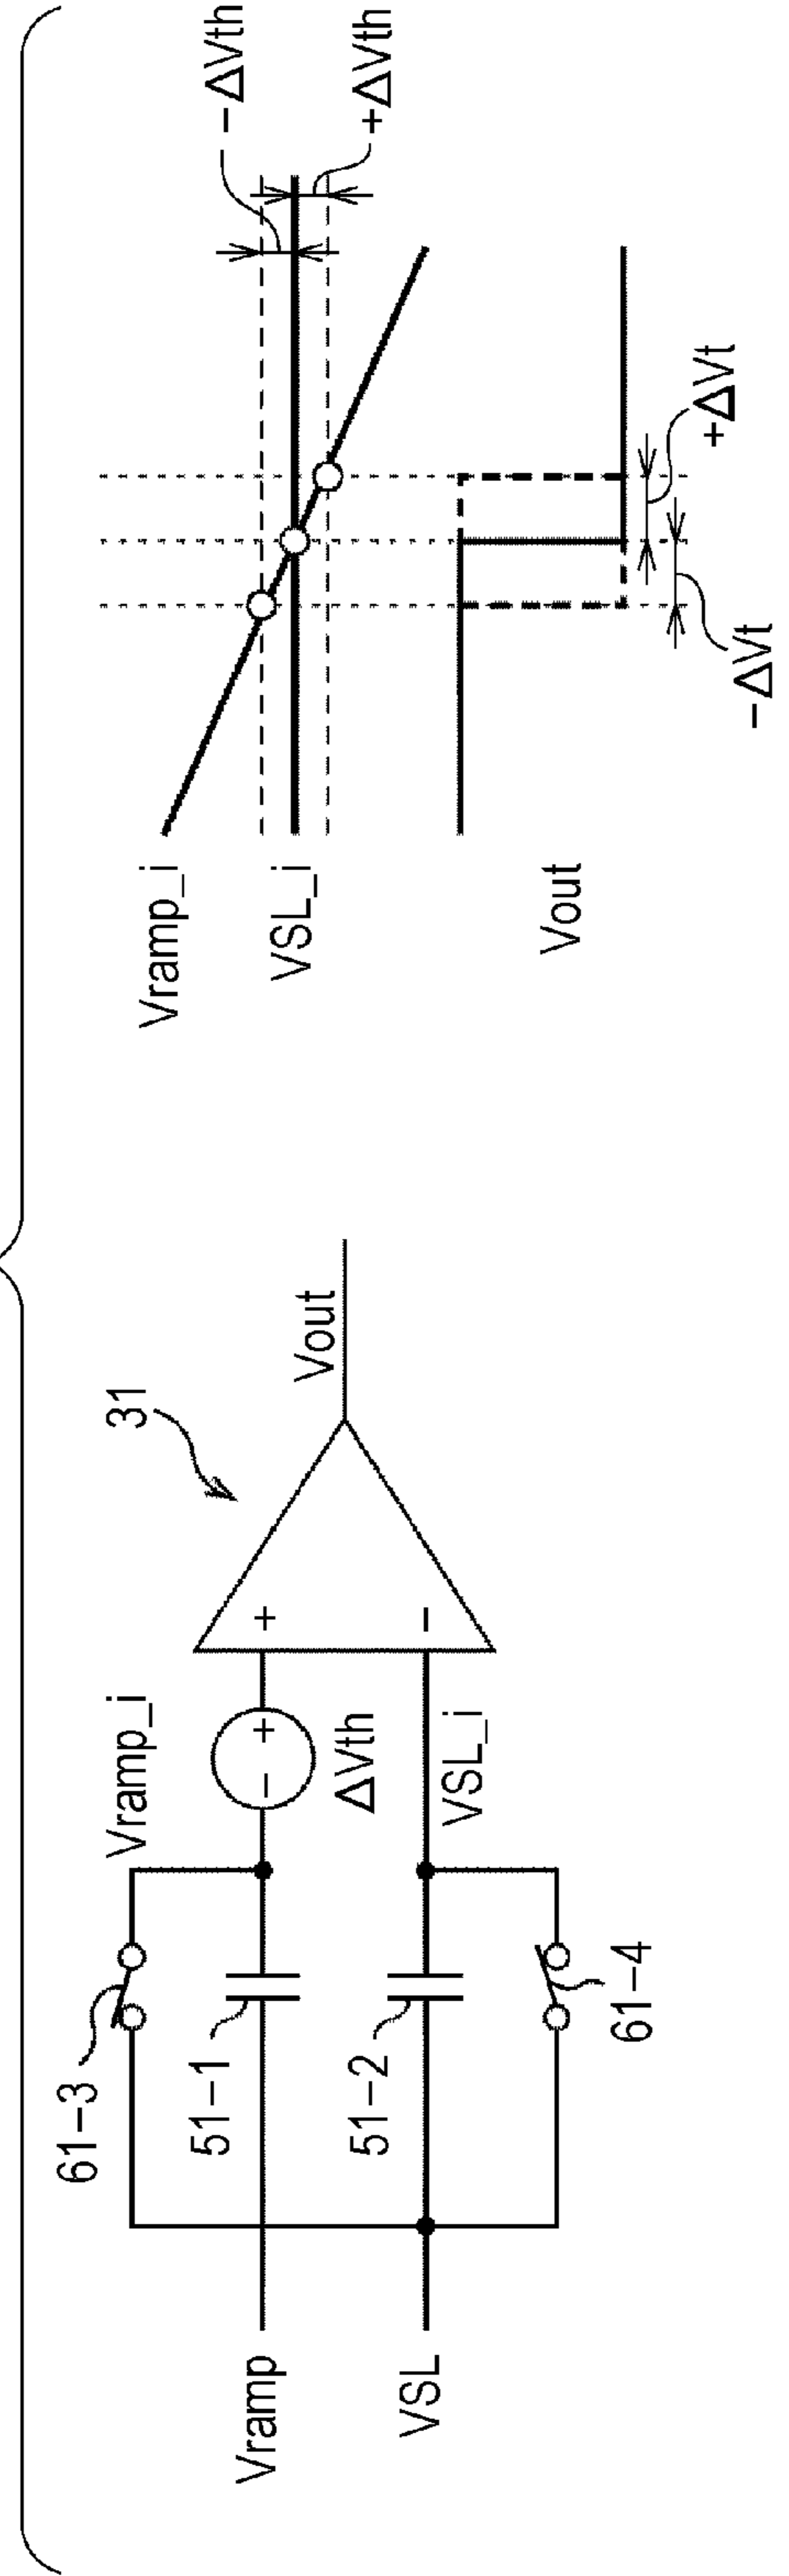 61-3
51-1
Vramp
51-2
VSL
61-4
Vramp_i
- +
ΔVth
VSL_i
+
-
31
Vout
Vramp_i
VSL_i
Vout
-ΔVth
+ΔVth
+ΔVt
-ΔVt